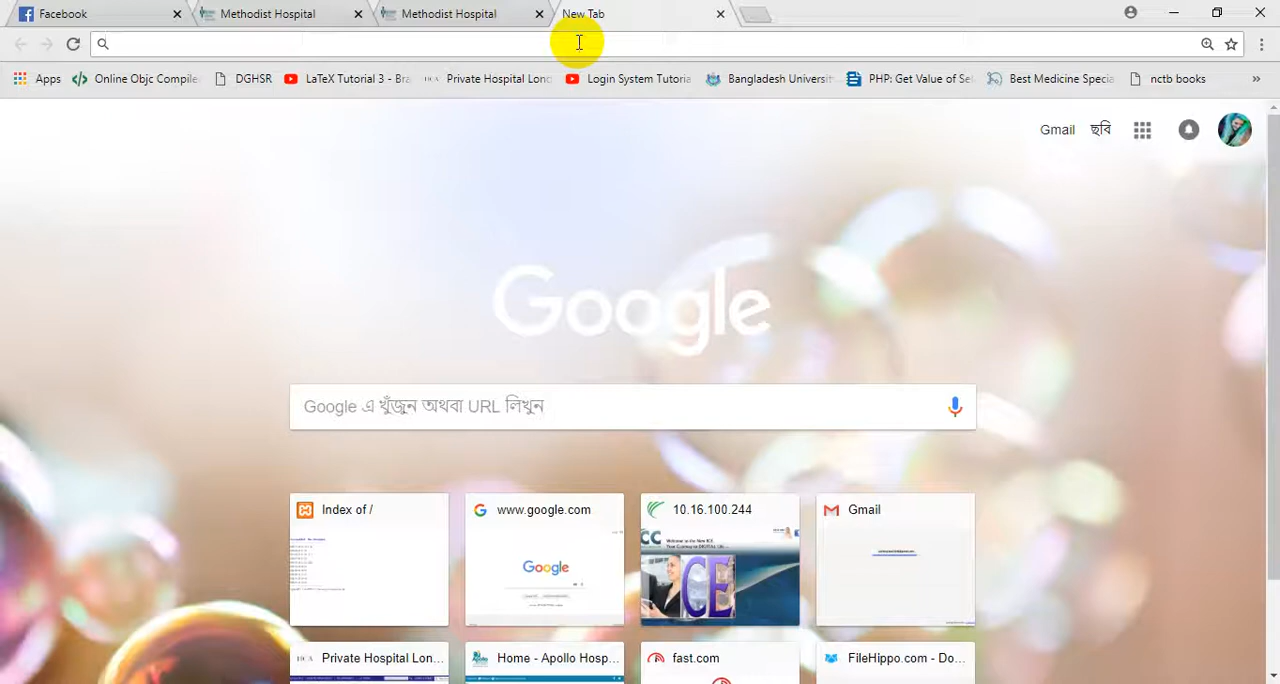 Facebook
Methodist Hospital
Methodist Hospital
New Tab
Apps
Online Objc Compile
DGHSR
LaTeX Tutorial 3 - Bra
Private Hospital Lond
Login System Tutoria
Bangladesh Universit
PHP: Get Value of Sel
Best Medicine Specia
nctb books
Gmail
ছবি
Google
Google এ খুঁজুন অথবা URL লিখুন
Index of /
www.google.com
10.16.100.244
Gmail
Google
Private Hospital Lon...
Home - Apollo Hosp...
fast.com
FileHippo.com - Do...